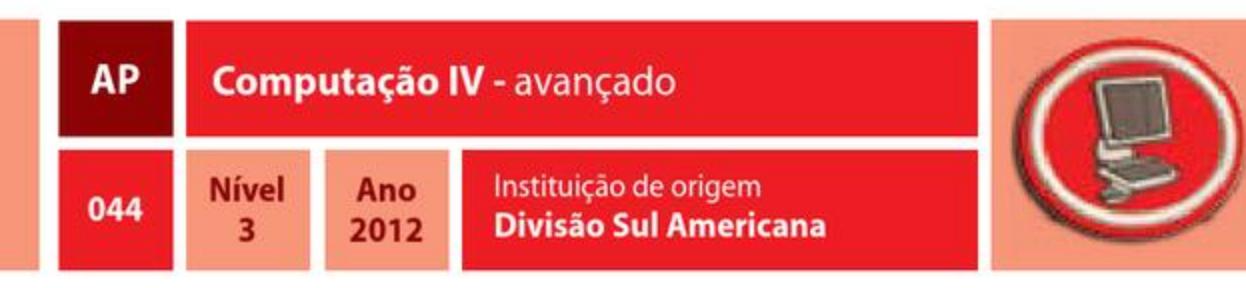 AP
Computação IV - avançado
044
Nível
3
Ano
2012
Instituição de origem
Divisão Sul Americana